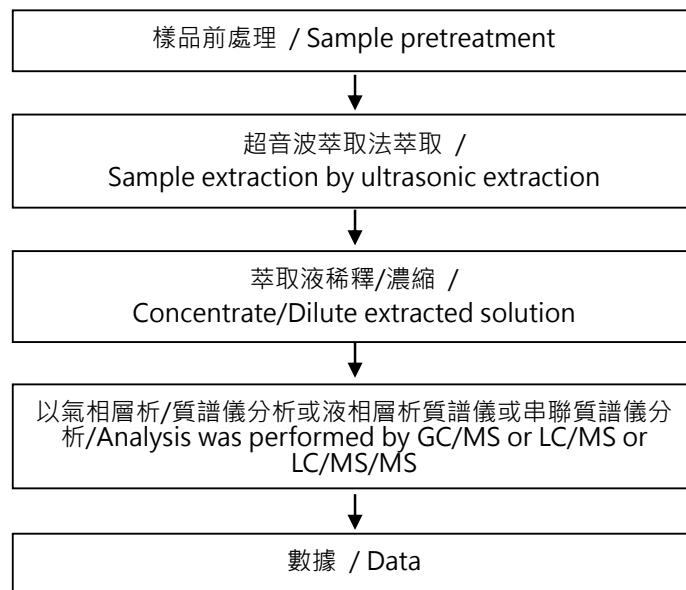 樣品前處理 / Sample pretreatment
超音波萃取法萃取 /
Sample extraction by ultrasonic extraction
萃取液稀釋/濃縮 /
Concentrate/Dilute extracted solution
以氣相層析/質譜儀分析或液相層析質譜儀或串聯質譜儀分
析/Analysis was performed by GC/MS or LC/MS or
LC/MS/MS
數據 / Data